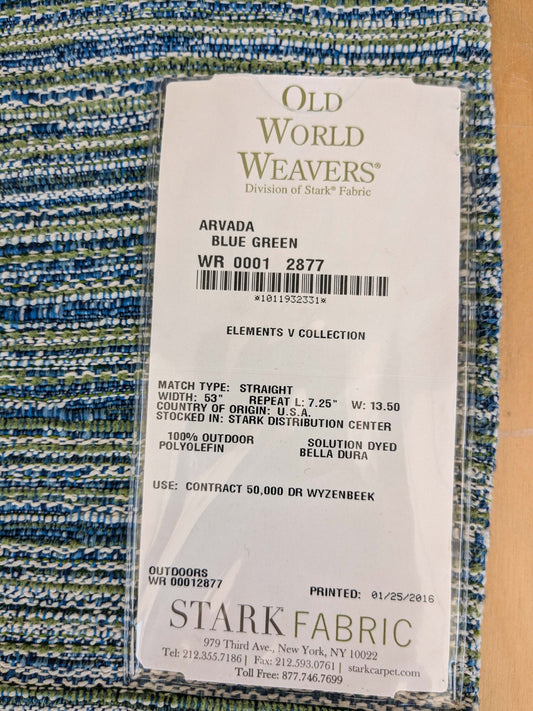 OLD
WORLD
WEAVERS®
Division of Stark® Fabric
ARVADA
BLUE GREEN
WR 0001 2877
*1011932331*
ELEMENTS V COLLECTION
MATCH TYPE: STRAIGHT
WIDTH: 53" REPEAT L: 7.25" W: 13.50
COUNTRY OF ORIGIN: U.S.A.
STOCKED IN: STARK DISTRIBUTION CENTER
100% OUTDOOR SOLUTION DYED
POLYOLEFIN BELLA DURA
USE: CONTRACT 50,000 DR WYZENBEEK
OUTDOORS
WR 00012877
PRINTED: 01/25/2016
STARK® FABRIC
979 Third Ave., New York, NY 10022
Tel: 212.355.7186 | Fax: 212.593.0761 | starkcarpet.com
Toll Free: 877.746.7699